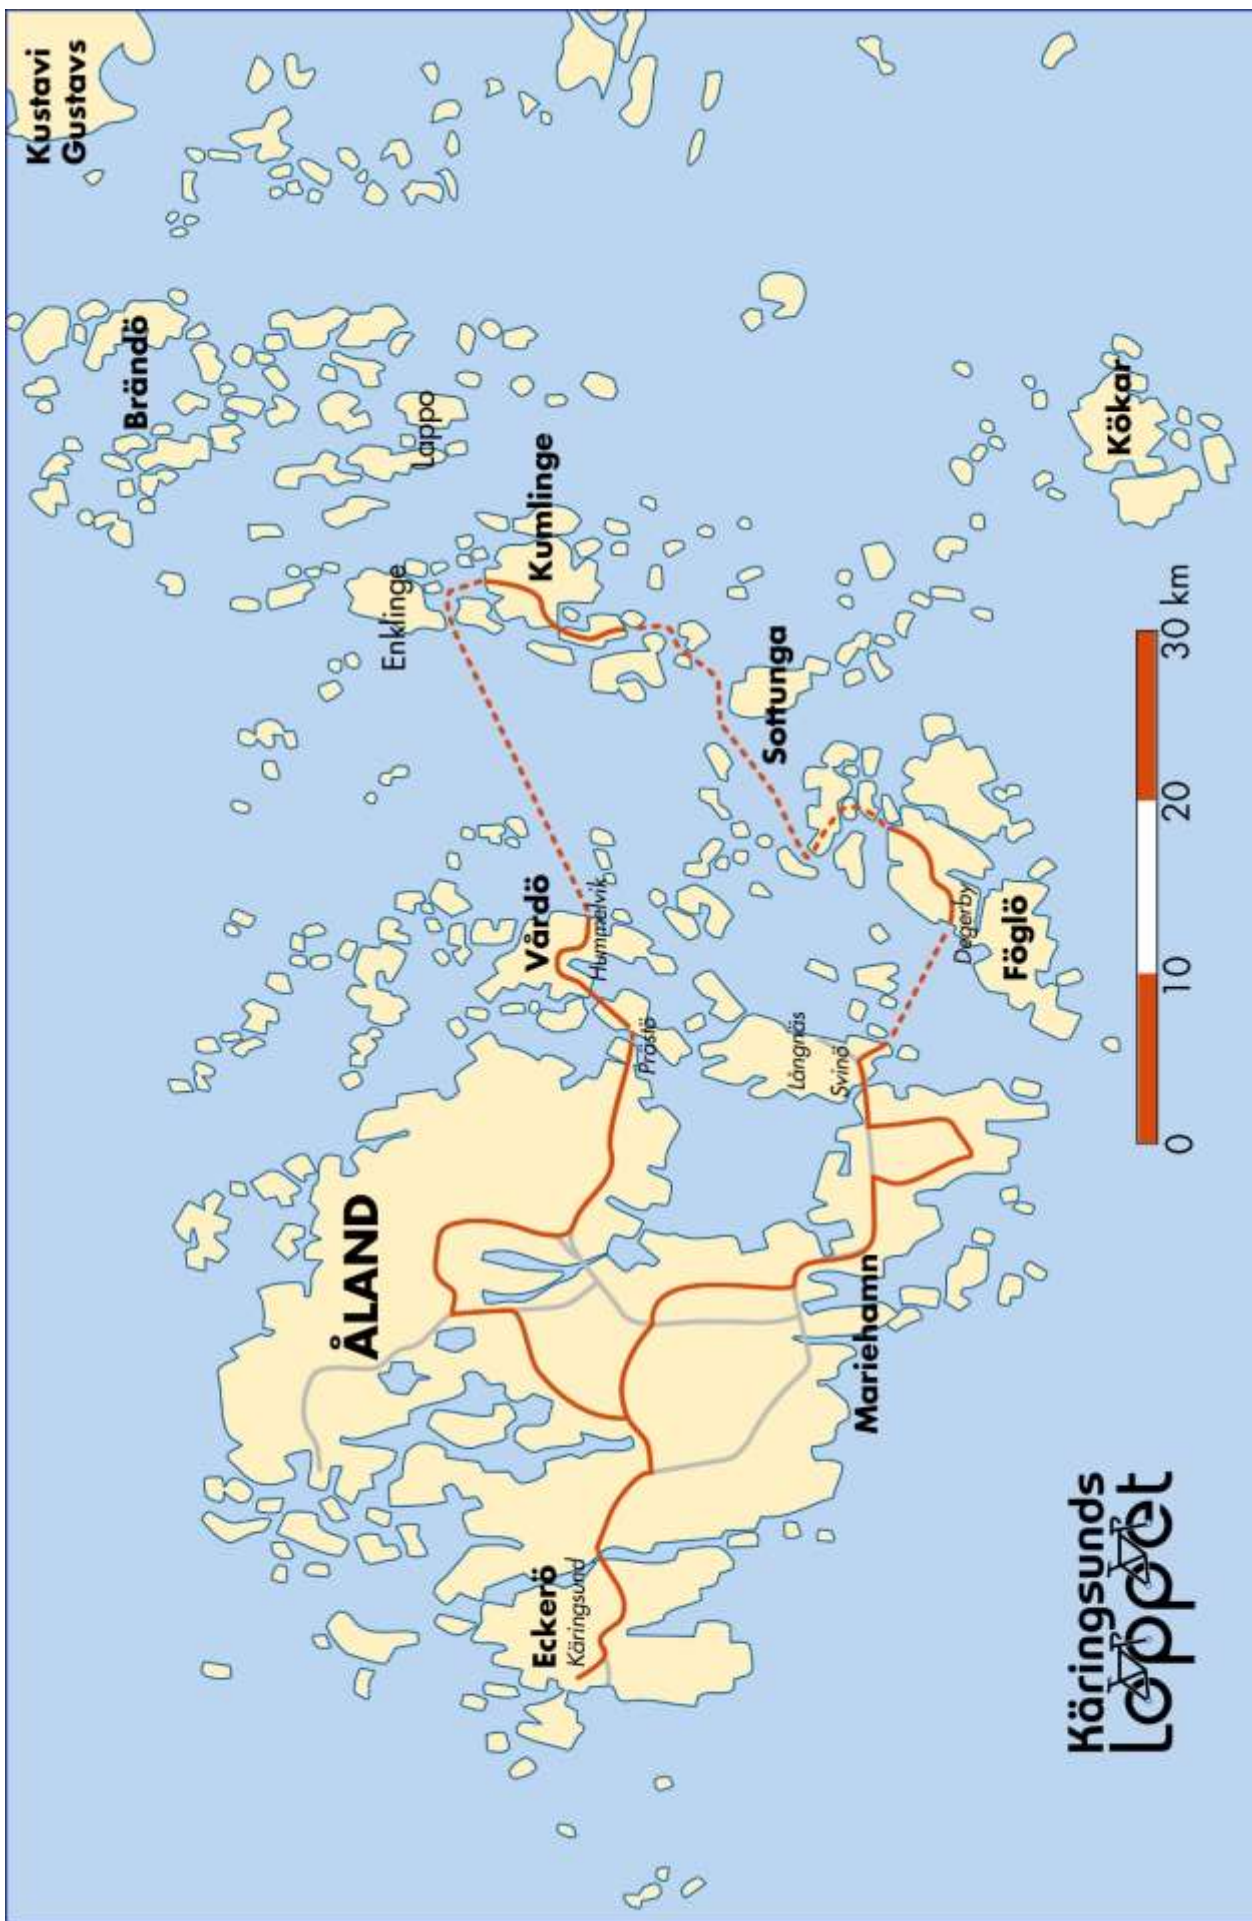 Kustavi
Gustavs
Brändö
Lappo
Enklinge
Kumlinge
ÅLAND
Vårdö
Hummelvik
Prästö
Sottunga
Eckerö
Käringsund
Långnäs
Svinö
Degerby
Föglö
Mariehamn
Kökar
0 10 20 30 km
Käringsunds
Loppet